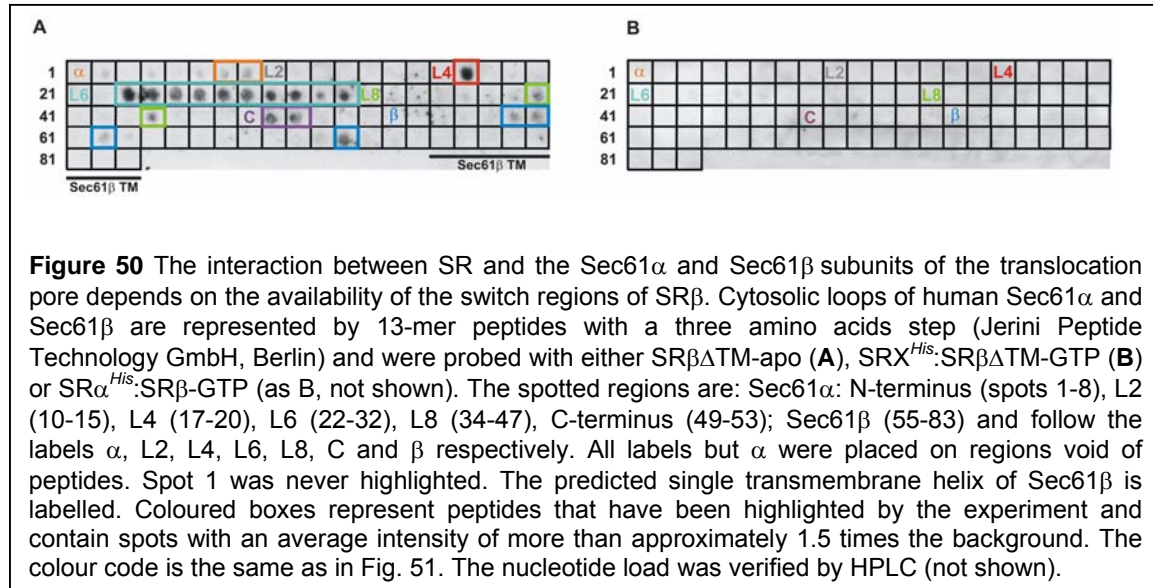 A
B
1 α L2 L4
21 L6 L8
41 C β
61
81
Sec61β TM
Sec61β TM
1 α L2 L4
21 L6 L8
41 C β
61
81
Figure 50 The interaction between SR and the Sec61α and Sec61β subunits of the translocation
pore depends on the availability of the switch regions of SRβ. Cytosolic loops of human Sec61α and
Sec61β are represented by 13-mer peptides with a three amino acids step (Jerini Peptide
Technology GmbH, Berlin) and were probed with either SRβΔTM-apo (A), SRX^His:SRβΔTM-GTP (B)
or SRα^His:SRβ-GTP (as B, not shown). The spotted regions are: Sec61α: N-terminus (spots 1-8), L2
(10-15), L4 (17-20), L6 (22-32), L8 (34-47), C-terminus (49-53); Sec61β (55-83) and follow the
labels α, L2, L4, L6, L8, C and β respectively. All labels but α were placed on regions void of
peptides. Spot 1 was never highlighted. The predicted single transmembrane helix of Sec61β is
labelled. Coloured boxes represent peptides that have been highlighted by the experiment and
contain spots with an average intensity of more than approximately 1.5 times the background. The
colour code is the same as in Fig. 51. The nucleotide load was verified by HPLC (not shown).